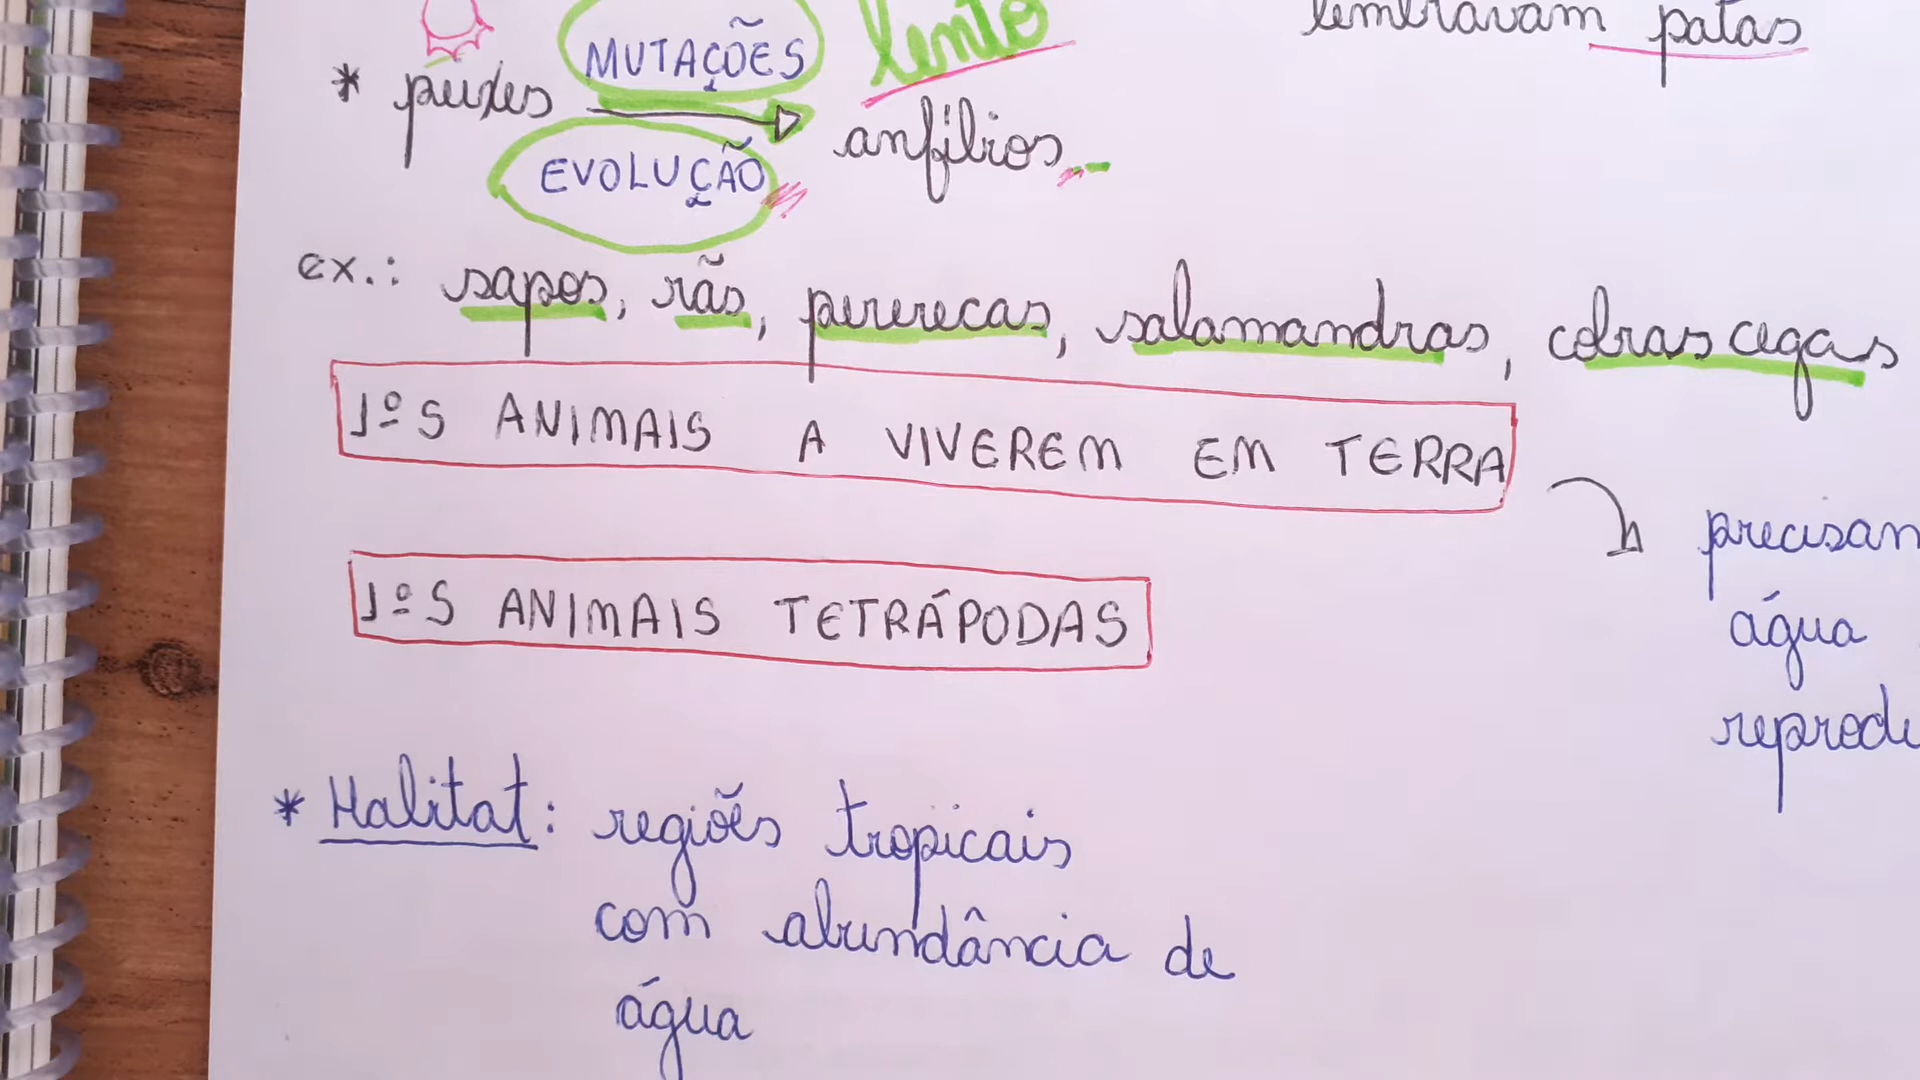 lembravam patas
MUTAÇÕES lento
* peixes anfíbios
EVOLUÇÃO
ex.: sapos, rãs, pererecas, salamandras, cobras cegas
1ºS ANIMAIS A VIVEREM EM TERRA
precisam
água
reprodu
1ºS ANIMAIS TETRÁPODAS
* Habitat: regiões tropicais
com abundância de
água